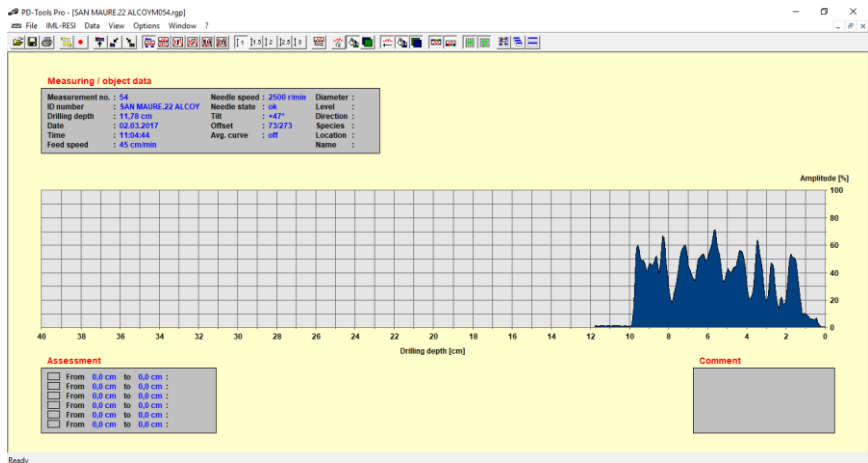 PD-Tools Pro - [SAN MAURE.22 ALCOYM054.rgp]
File IML-RESI Data View Options Window ?
Measuring / object data
Measurement no. : 54 Needle speed : 2500 r/min Diameter :
ID number : SAN MAURE.22 ALCOY Needle state : ok Level :
Drilling depth : 11,78 cm Tilt : +47° Direction :
Date : 02.03.2017 Offset : 73/273 Species :
Time : 11:04:44 Avg. curve : off Location :
Feed speed : 45 cm/min Name :
Amplitude [%]
100
80
60
40
20
0
40 38 36 34 32 30 28 26 24 22 20 18 16 14 12 10 8 6 4 2 0
Drilling depth [cm]
Assessment
From 0,0 cm to 0,0 cm :
From 0,0 cm to 0,0 cm :
From 0,0 cm to 0,0 cm :
From 0,0 cm to 0,0 cm :
From 0,0 cm to 0,0 cm :
From 0,0 cm to 0,0 cm :
Comment
Ready